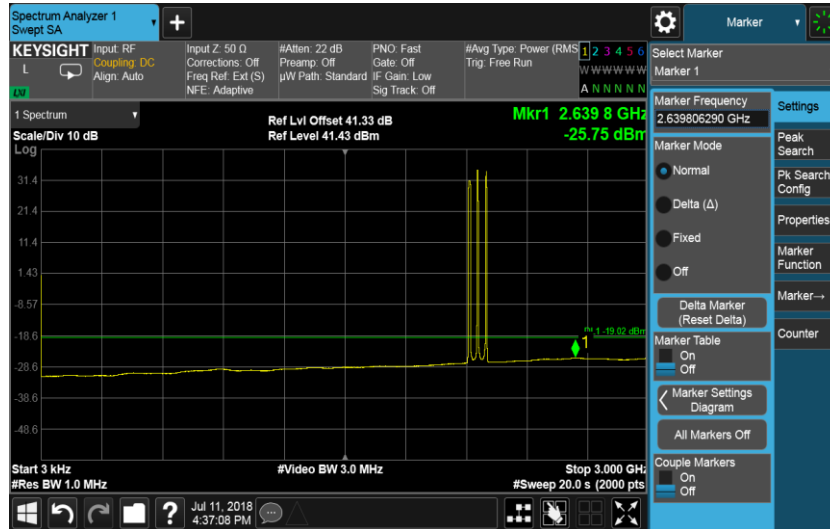 Spectrum Analyzer 1
Swept SA
Marker
KEYSIGHT
L
LXI
Input: RF
Coupling: DC
Align: Auto
Input Z: 50 Ω
Corrections: Off
Freq Ref: Ext (S)
NFE: Adaptive
#Atten: 22 dB
Preamp: Off
µW Path: Standard
PNO: Fast
Gate: Off
IF Gain: Low
Sig Track: Off
#Avg Type: Power (RMS
Trig: Free Run
1 2 3 4 5 6
W W W W W W
A N N N N N
Select Marker
Marker 1
1 Spectrum
Scale/Div 10 dB
Log
Ref Lvl Offset 41.33 dB
Ref Level 41.43 dBm
Mkr1 2.639 8 GHz
-25.75 dBm
31.4
21.4
11.4
1.43
-8.57
-18.6
-28.6
-38.6
-48.6
DL1 -19.02 dBm
1
Start 3 kHz
#Res BW 1.0 MHz
#Video BW 3.0 MHz
Stop 3.000 GHz
#Sweep 20.0 s (2000 pts
Marker Frequency
2.639806290 GHz
Marker Mode
Normal
Delta (Δ)
Fixed
Off
Delta Marker
(Reset Delta)
Marker Table
On
Off
Marker Settings
Diagram
All Markers Off
Couple Markers
On
Off
Settings
Peak
Search
Pk Search
Config
Properties
Marker
Function
Marker→
Counter
?
Jul 11, 2018
4:37:08 PM